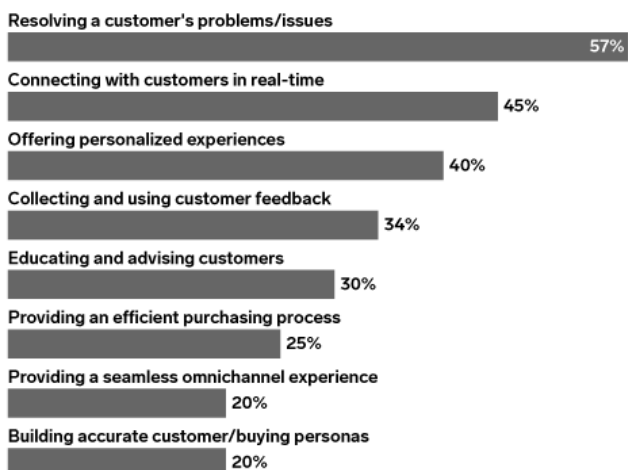 Resolving a customer's problems/issues
57%
Connecting with customers in real-time
45%
Offering personalized experiences
40%
Collecting and using customer feedback
34%
Educating and advising customers
30%
Providing an efficient purchasing process
25%
Providing a seamless omnichannel experience
20%
Building accurate customer/buying personas
20%